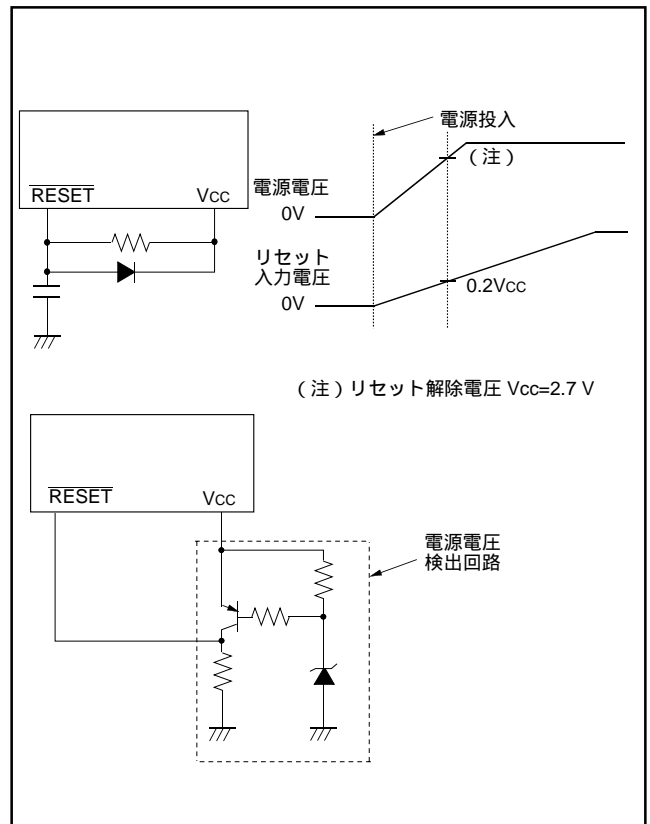 電源投入
(注)
RESET Vcc
電源電圧
0V
リセット
入力電圧
0V
0.2Vcc
(注)リセット解除電圧 Vcc=2.7 V
RESET Vcc
電源電圧
検出回路